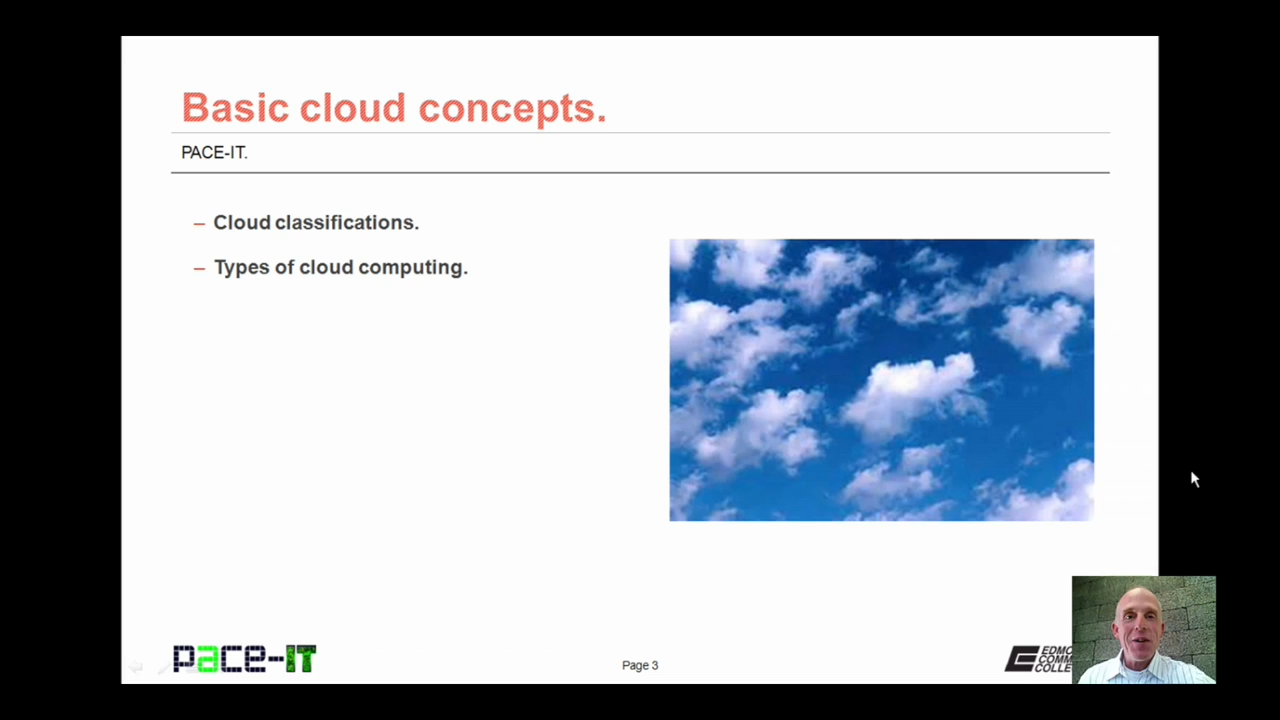 Basic cloud concepts.
PACE-IT.
– Cloud classifications.
– Types of cloud computing.
pace-IT
Page 3